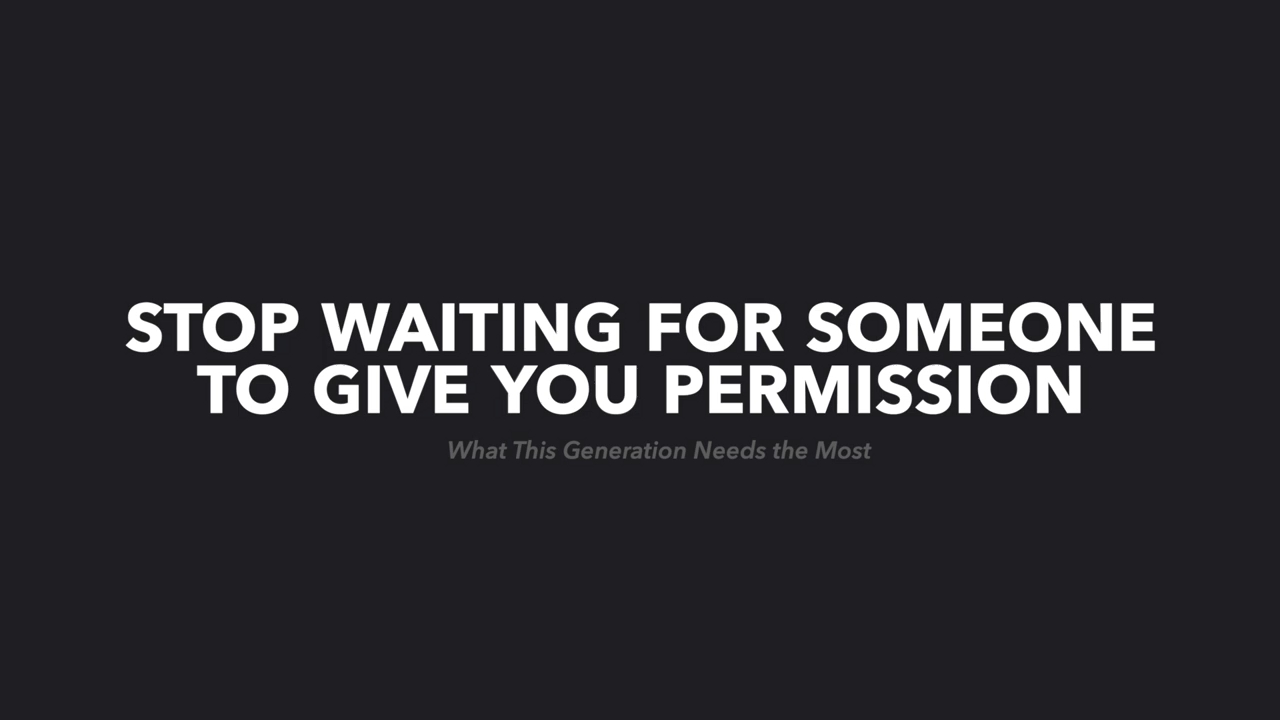 STOP WAITING FOR SOMEONE
TO GIVE YOU PERMISSION
What This Generation Needs the Most